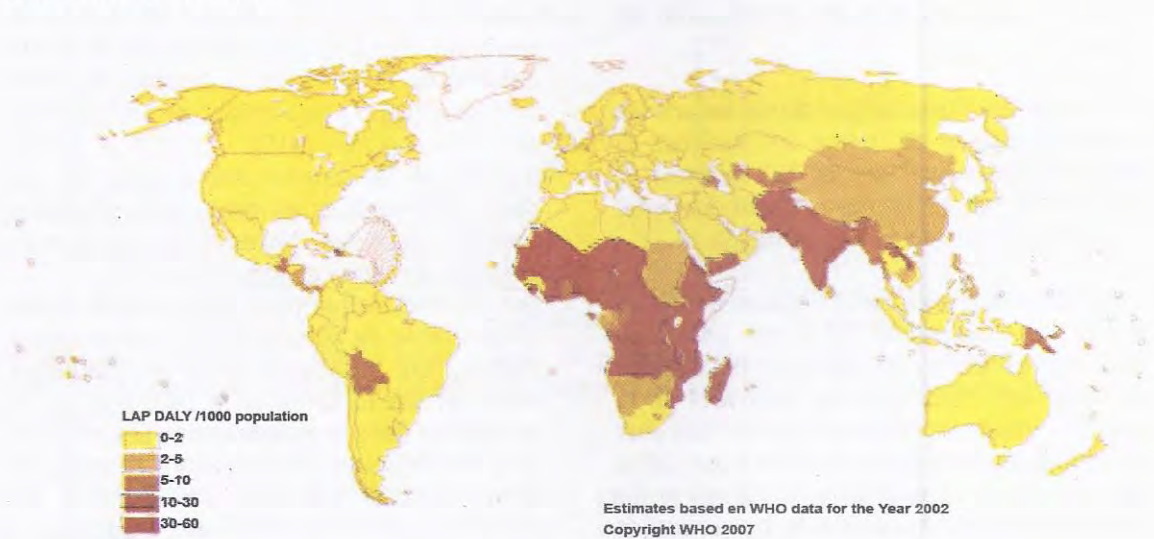 LAP DALY /1000 population
0-2
2-5
5-10
10-30
30-60
Estimates based en WHO data for the Year 2002
Copyright WHO 2007